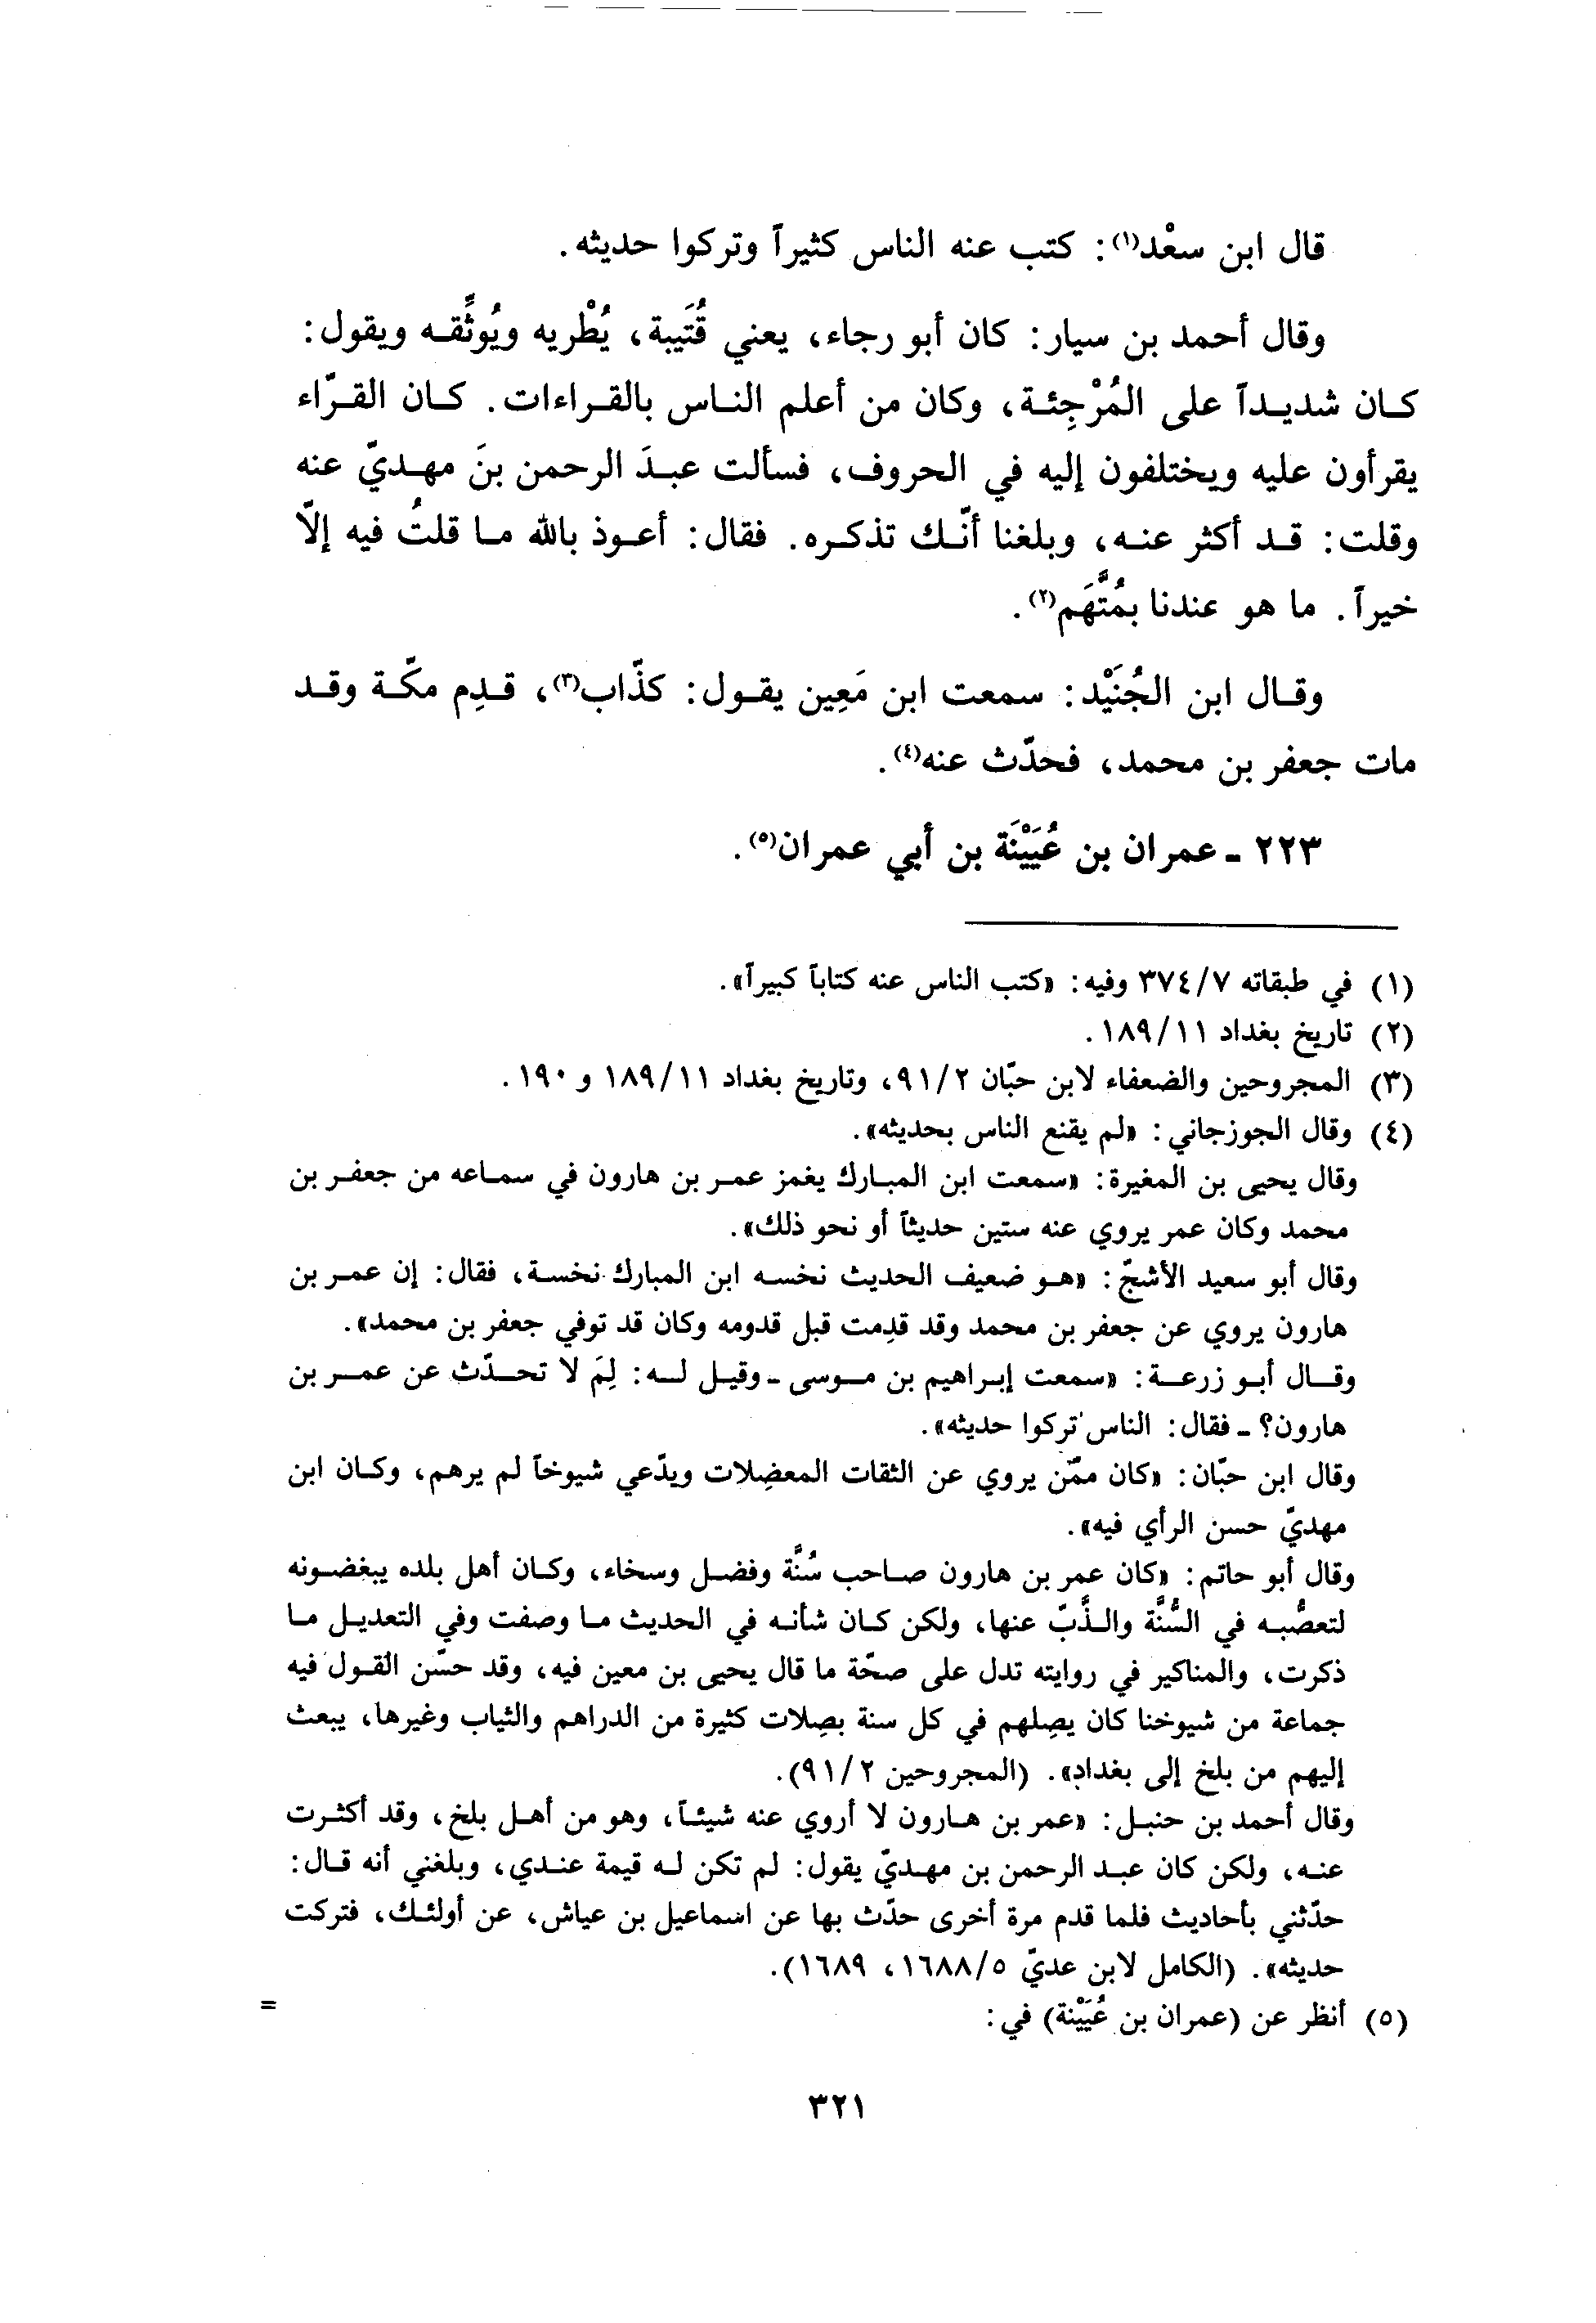 قال ابن سعْد(١): كتب عنه الناس كثيراً وتركوا حديثه.
وقال أحمد بن سيار: كان أبو رجاء، يعني قُتَيبة، يُطْريه ويُوثِّقه ويقول:
كان شديداً على المُرْجِئة، وكان من أعلم الناس بالقراءات. كان القرّاء
يقرأون عليه ويختلفون إليه في الحروف، فسألت عبدَ الرحمن بنَ مهديّ عنه
وقلت: قد أكثر عنه، وبلغنا أنّك تذكره. فقال: أعوذ بالله ما قلتُ فيه إلّا
خيراً. ما هو عندنا بمُتَّهَم(٢).
وقال ابن الجُنَيْد: سمعت ابن مَعِين يقول: كذّاب(٣)، قدِم مكّة وقد
مات جعفر بن محمد، فحدّث عنه(٤).
٢٢٣ - عمران بن عُيَيْنَة بن أبي عمران(٥).
(١) في طبقاته ٣٧٤/٧ وفيه: «كتب الناس عنه كتاباً كبيراً».
(٢) تاريخ بغداد ١٨٩/١١.
(٣) المجروحين والضعفاء لابن حبّان ٩١/٢، وتاريخ بغداد ١٨٩/١١ و ١٩٠.
(٤) وقال الجوزجاني: «لم يقنع الناس بحديثه».
وقال يحيى بن المغيرة: «سمعت ابن المبارك يغمز عمر بن هارون في سماعه من جعفر بن
محمد وكان عمر يروي عنه ستين حديثاً أو نحو ذلك».
وقال أبو سعيد الأشجّ: «هو ضعيف الحديث نخسه ابن المبارك نخسة، فقال: إن عمر بن
هارون يروي عن جعفر بن محمد وقد قدِمت قبل قدومه وكان قد توفي جعفر بن محمد».
وقال أبو زرعة: «سمعت إبراهيم بن موسى - وقيل له: لِمَ لا تحدّث عن عمر بن
هارون؟ - فقال: الناس تركوا حديثه».
وقال ابن حبّان: «كان ممّن يروي عن الثقات المعضِلات ويدّعي شيوخاً لم يرهم، وكان ابن
مهديّ حسن الرأي فيه».
وقال أبو حاتم: «كان عمر بن هارون صاحب سُنَّة وفضل وسخاء، وكان أهل بلده يبغضونه
لتعصُّبه في السُّنَّة والذَّبّ عنها، ولكن كان شأنه في الحديث ما وصفت وفي التعديل ما
ذكرت، والمناكير في روايته تدل على صحّة ما قال يحيى بن معين فيه، وقد حسّن القول فيه
جماعة من شيوخنا كان يصِلهم في كل سنة بصِلات كثيرة من الدراهم والثياب وغيرها، يبعث
إليهم من بلخ إلى بغداد». (المجروحين ٩١/٢).
وقال أحمد بن حنبل: «عمر بن هارون لا أروي عنه شيئاً، وهو من أهل بلخ، وقد أكثرت
عنه، ولكن كان عبد الرحمن بن مهديّ يقول: لم تكن له قيمة عندي، وبلغني أنه قال:
حدّثني بأحاديث فلما قدم مرة أخرى حدّث بها عن اسماعيل بن عياش، عن أولئك، فتركت
حديثه». (الكامل لابن عديّ ١٦٨٨/٥، ١٦٨٩).
(٥) أنظر عن (عمران بن عُيَيْنة) في: =
٣٢١